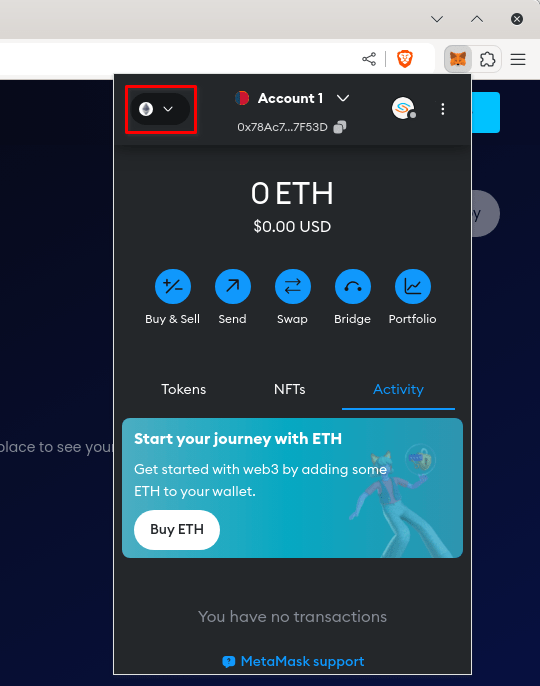 Account 1
0x78Ac7...7F53D
0 ETH
$0.00 USD
Buy & Sell
Send
Swap
Bridge
Portfolio
Tokens
NFTs
Activity
place to see your
Start your journey with ETH
Get started with web3 by adding some
ETH to your wallet.
Buy ETH
You have no transactions
MetaMask support